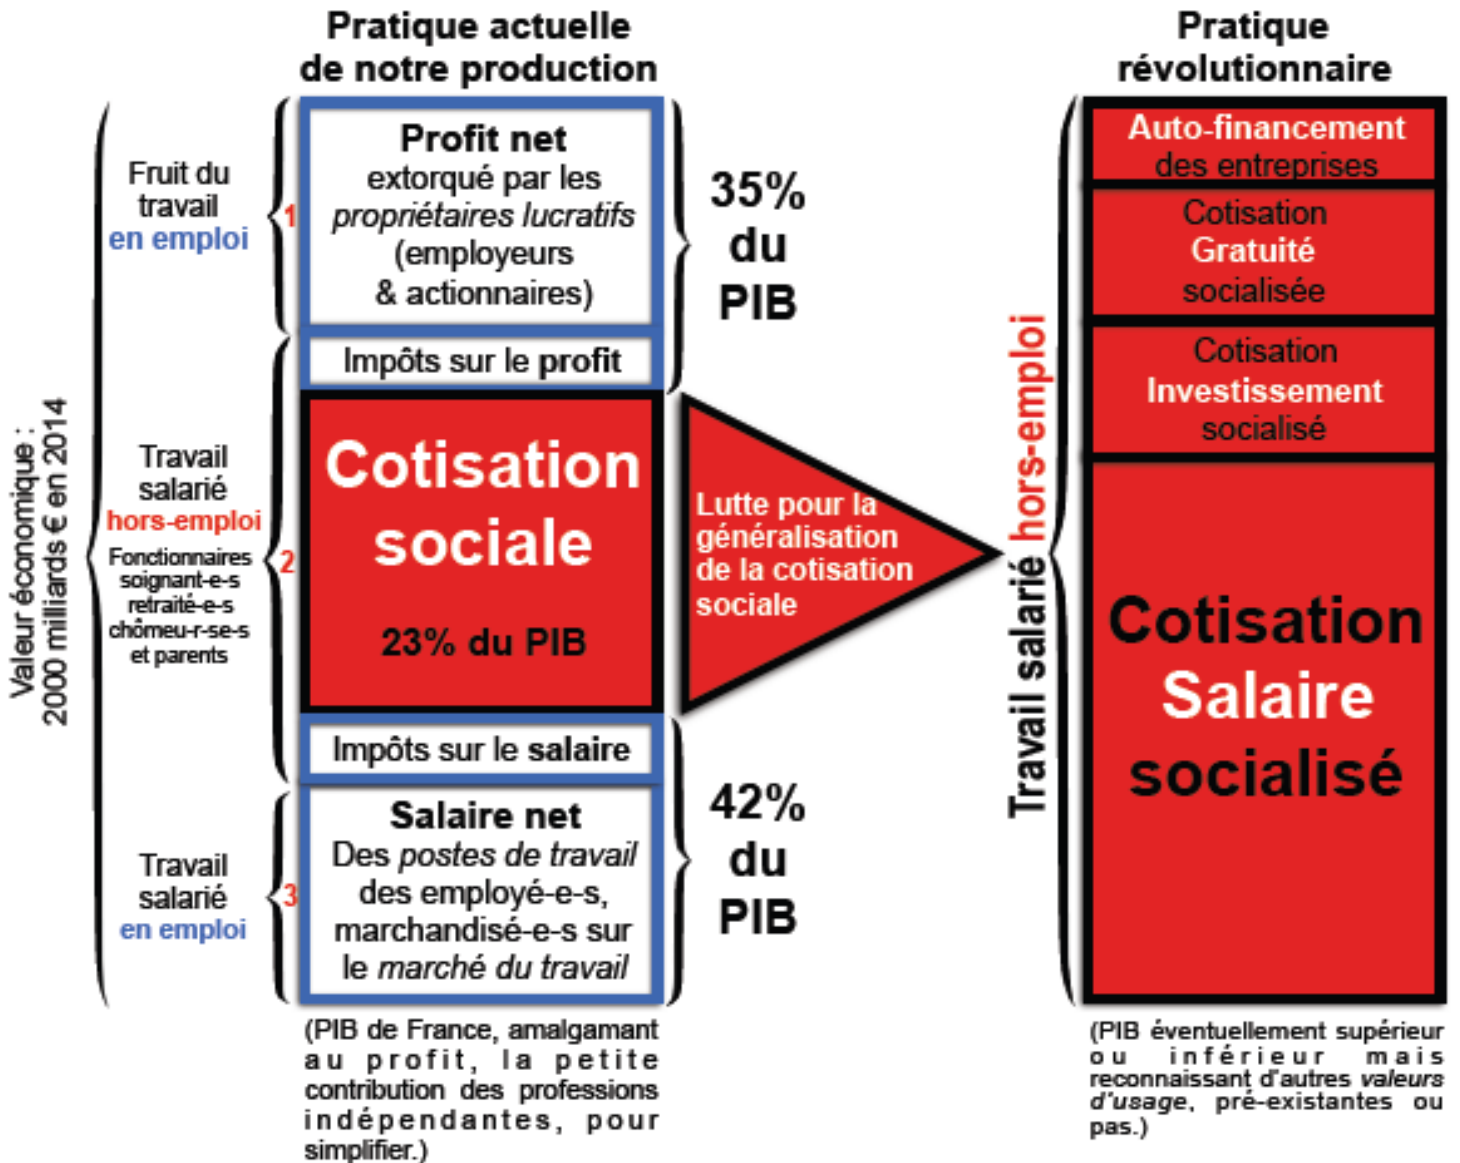 Pratique actuelle
de notre production
Pratique
révolutionnaire
Valeur économique :
2000 milliards € en 2014
Fruit du
travail
en emploi
1
Profit net
extorqué par les
propriétaires lucratifs
(employeurs
& actionnaires)
Impôts sur le profit
35%
du
PIB
Travail
salarié
hors-emploi
Fonctionnaires
soignant-e-s
retraité-e-s
chômeu-r-se-s
et parents
2
Cotisation
sociale
23% du PIB
Lutte pour la
généralisation
de la cotisation
sociale
Impôts sur le salaire
Travail
salarié
en emploi
3
Salaire net
Des postes de travail
des employé-e-s,
marchandisé-e-s sur
le marché du travail
42%
du
PIB
(PIB de France, amalgamant
au profit, la petite
contribution des professions
indépendantes, pour
simplifier.)
Travail salarié hors-emploi
Auto-financement
des entreprises
Cotisation
Gratuité
socialisée
Cotisation
Investissement
socialisé
Cotisation
Salaire
socialisé
(PIB éventuellement supérieur
ou inférieur mais
reconnaissant d'autres valeurs
d'usage, pré-existantes ou
pas.)